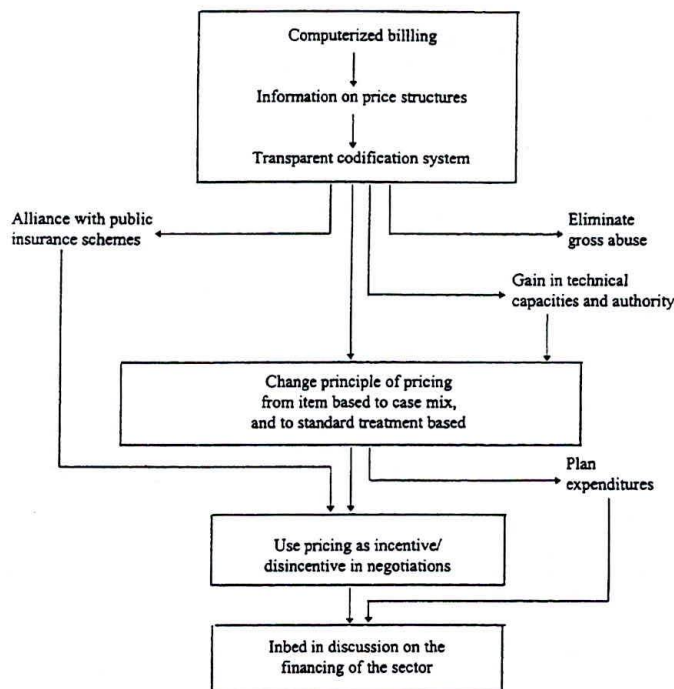 Computerized billling
Information on price structures
Transparent codification system
Alliance with public
insurance schemes
Eliminate
gross abuse
Gain in technical
capacities and authority
Change principle of pricing
from item based to case mix,
and to standard treatment based
Plan
expenditures
Use pricing as incentive/
disincentive in negotiations
Inbed in discussion on the
financing of the sector